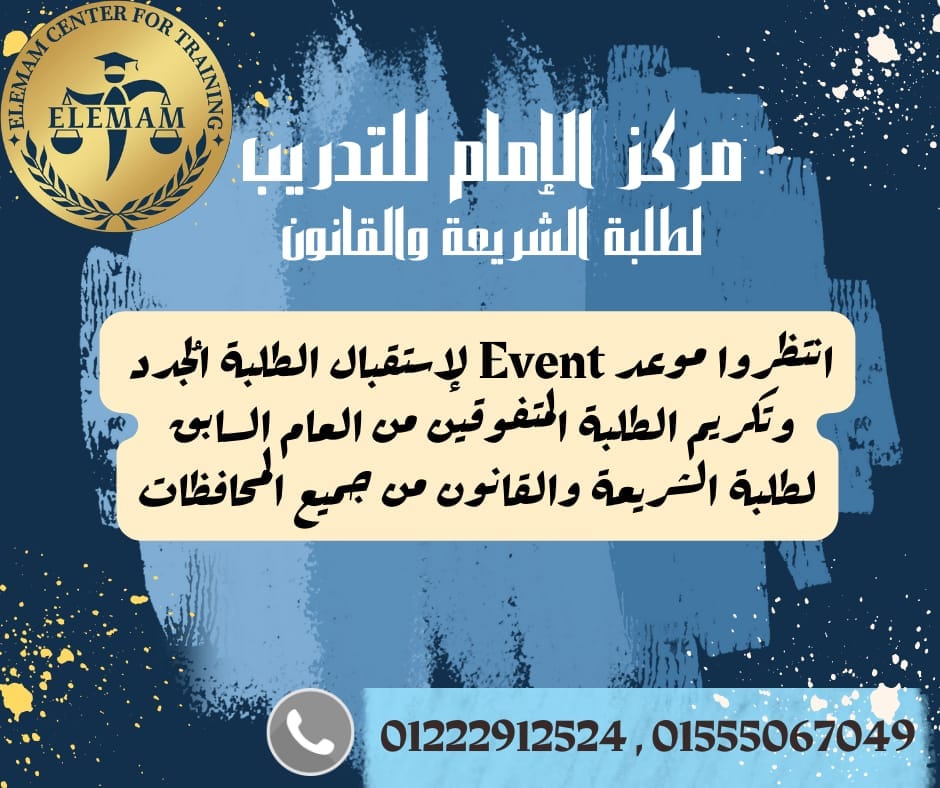 ELEMAM CENTER FOR TRAINING
ELEMAM
مركز الإمام للتدريب
لطلبة الشريعة والقانون
انتظروا موعد Event لإستقبال الطلبة الجدد
وتكريم الطلبة المتفوقين من العام السابق
لطلبة الشريعة والقانون من جميع المحافظات
01222912524 , 01555067049